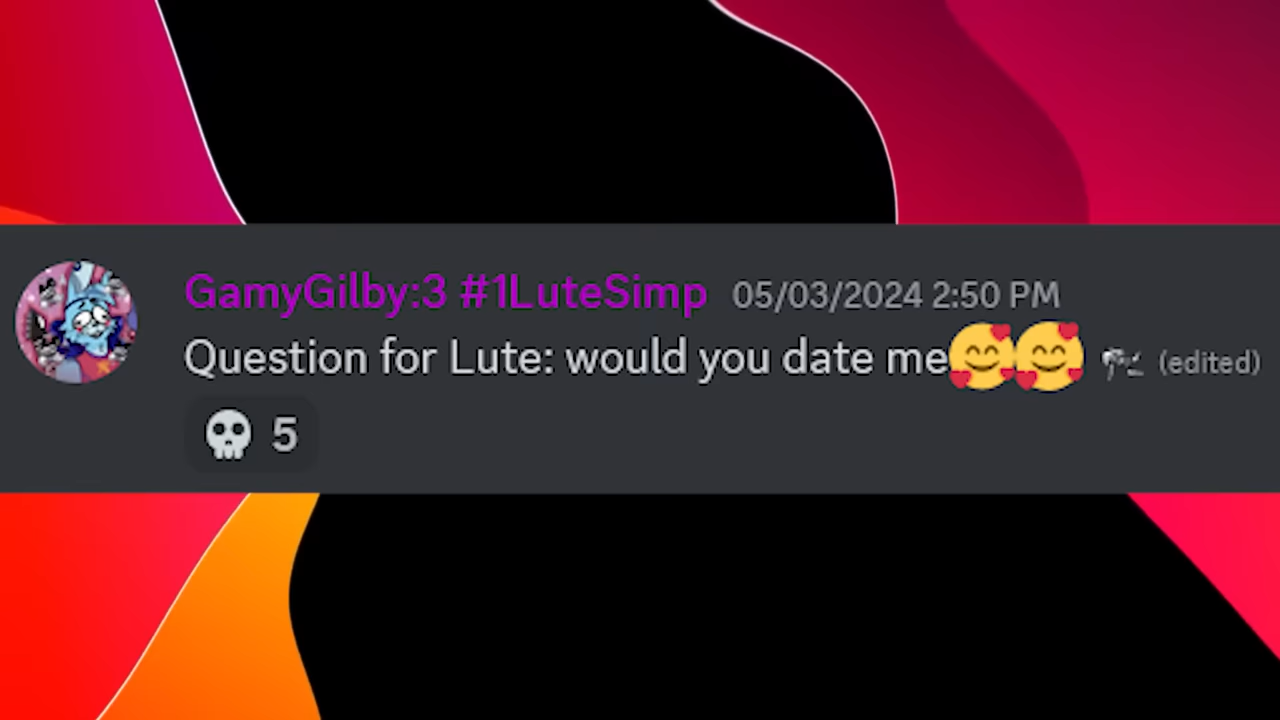 GamyGilby:3 #1LuteSimp 05/03/2024 2:50 PM
Question for Lute: would you date me🥰🥰 (edited)
💀 5